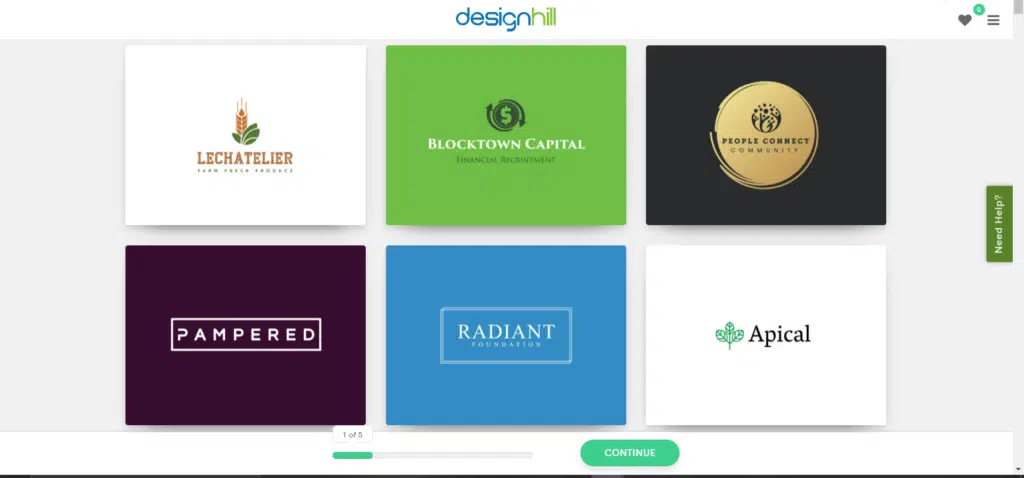 designhill
0
LECHATELIER
FARM FRESH PRODUCE
BLOCKTOWN CAPITAL
FINANCIAL RECRUITMENT
PEOPLE CONNECT
COMMUNITY
PAMPERED
RADIANT
FOUNDATION
Apical
Need Help?
1 of 5
CONTINUE